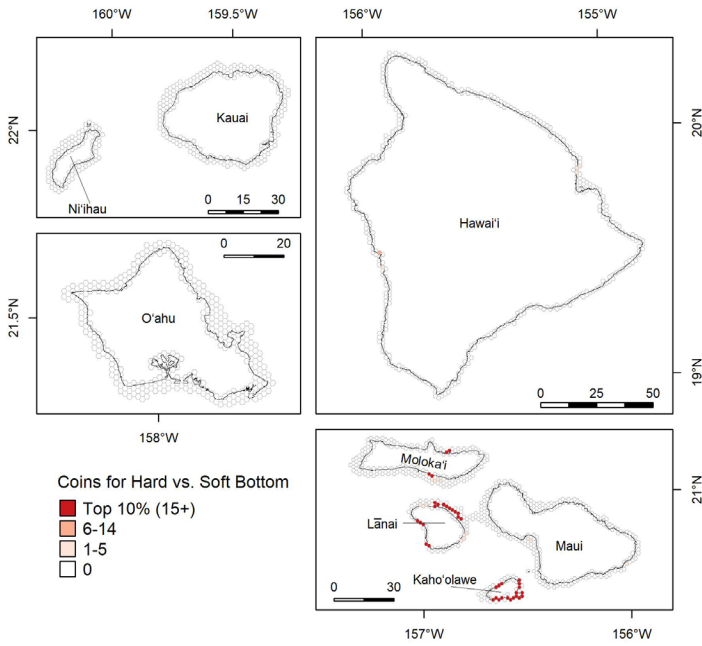 160°W 159.5°W
156°W 155°W
22°N
Kauai
Ni‘ihau
0 15 30
20°N
Hawai‘i
19°N
0 25 50
0 20
21.5°N
O‘ahu
158°W
Coins for Hard vs. Soft Bottom
Top 10% (15+)
6-14
1-5
0
Moloka‘i
21°N
Lānai
Maui
Kaho‘olawe
0 30
157°W 156°W